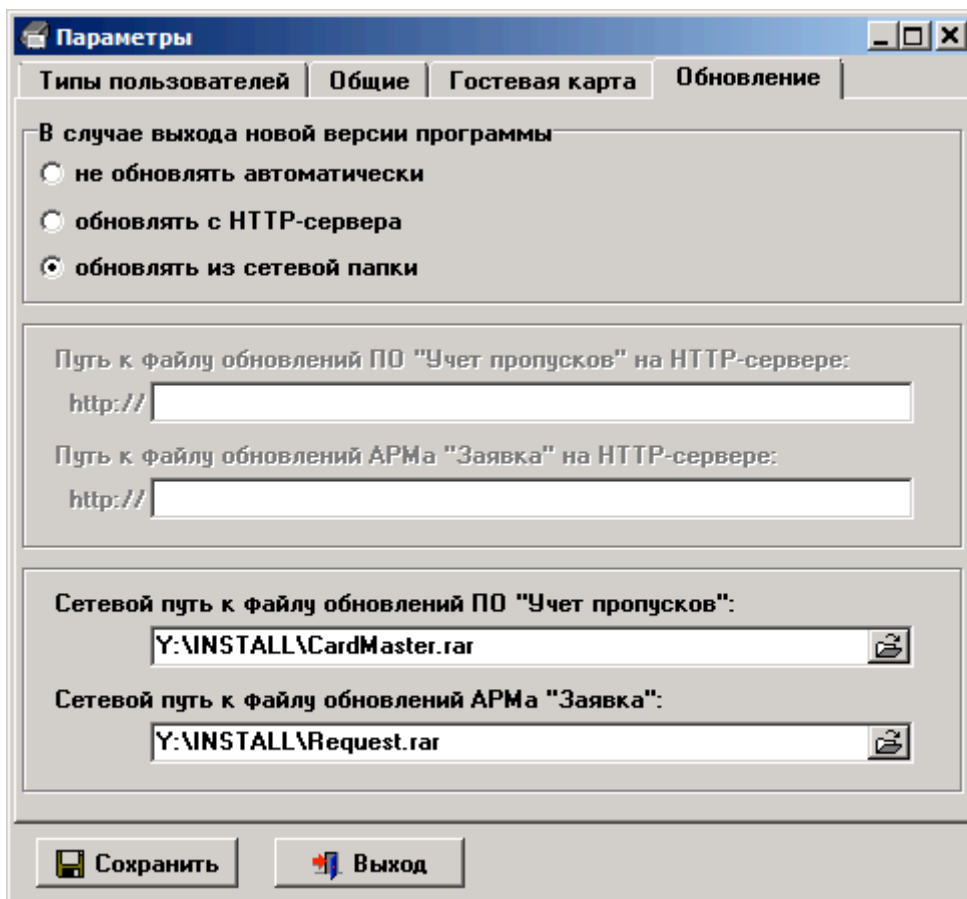 Параметры
Типы пользователей Общие Гостевая карта Обновление
В случае выхода новой версии программы
не обновлять автоматически
обновлять с HTTP-сервера
обновлять из сетевой папки
Путь к файлу обновлений ПО "Учет пропусков" на HTTP-сервере:
http://
Путь к файлу обновлений АРМа "Заявка" на HTTP-сервере:
http://
Сетевой путь к файлу обновлений ПО "Учет пропусков":
Y:\INSTALL\CardMaster.rar
Сетевой путь к файлу обновлений АРМа "Заявка":
Y:\INSTALL\Request.rar
Сохранить Выход